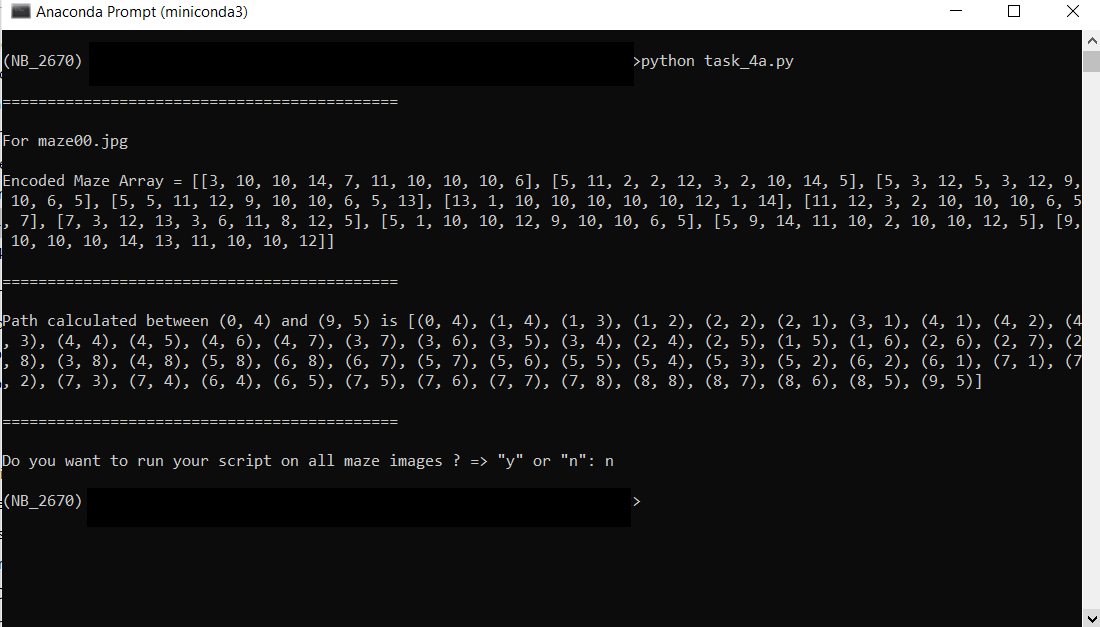 Anaconda Prompt (miniconda3)
(NB_2670) >python task_4a.py
============================================
For maze00.jpg
Encoded Maze Array = [[3, 10, 10, 14, 7, 11, 10, 10, 10, 6], [5, 11, 2, 2, 12, 3, 2, 10, 14, 5], [5, 3, 12, 5, 3, 12, 9,
 10, 6, 5], [5, 5, 11, 12, 9, 10, 10, 6, 5, 13], [13, 1, 10, 10, 10, 10, 10, 12, 1, 14], [11, 12, 3, 2, 10, 10, 10, 6, 5
, 7], [7, 3, 12, 13, 3, 6, 11, 8, 12, 5], [5, 1, 10, 10, 12, 9, 10, 10, 6, 5], [5, 9, 14, 11, 10, 2, 10, 10, 12, 5], [9,
 10, 10, 10, 14, 13, 11, 10, 10, 12]]
============================================
Path calculated between (0, 4) and (9, 5) is [(0, 4), (1, 4), (1, 3), (1, 2), (2, 2), (2, 1), (3, 1), (4, 1), (4, 2), (4
, 3), (4, 4), (4, 5), (4, 6), (4, 7), (3, 7), (3, 6), (3, 5), (3, 4), (2, 4), (2, 5), (1, 5), (1, 6), (2, 6), (2, 7), (2
, 8), (3, 8), (4, 8), (5, 8), (6, 8), (6, 7), (5, 7), (5, 6), (5, 5), (5, 4), (5, 3), (5, 2), (6, 2), (6, 1), (7, 1), (7
, 2), (7, 3), (7, 4), (6, 4), (6, 5), (7, 5), (7, 6), (7, 7), (7, 8), (8, 8), (8, 7), (8, 6), (8, 5), (9, 5)]
============================================
Do you want to run your script on all maze images ? => "y" or "n": n
(NB_2670) >